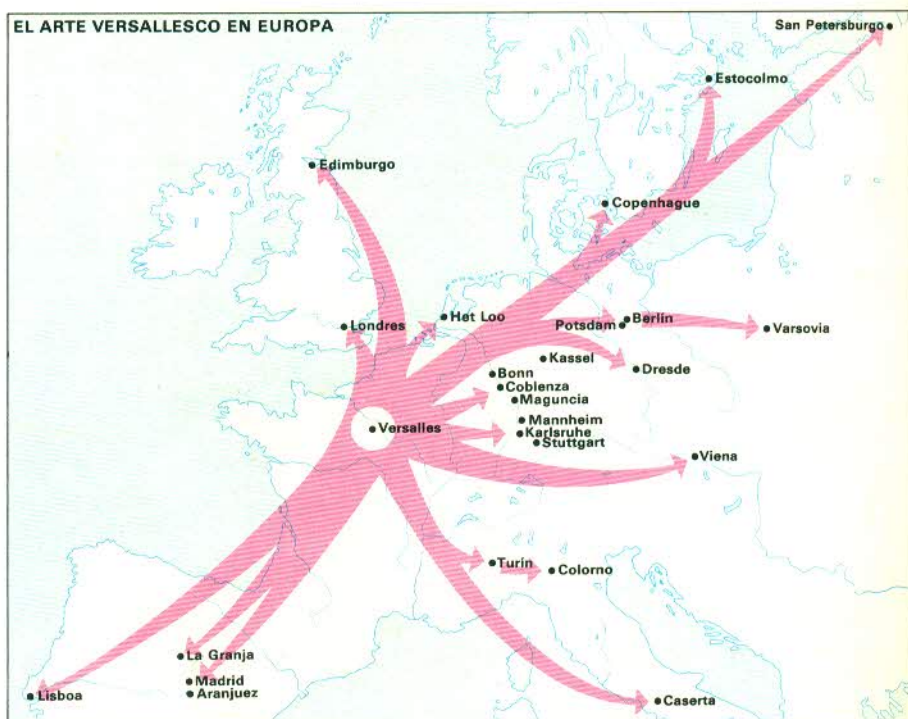 EL ARTE VERSALLESCO EN EUROPA
San Petersburgo
Estocolmo
Edimburgo
Copenhague
Het Loo
Londres
Berlín
Potsdam
Varsovia
Kassel
Dresde
Bonn
Coblenza
Maguncia
Mannheim
Versalles
Karlsruhe
Stuttgart
Viena
Turín
Colorno
La Granja
Madrid
Aranjuez
Lisboa
Caserta